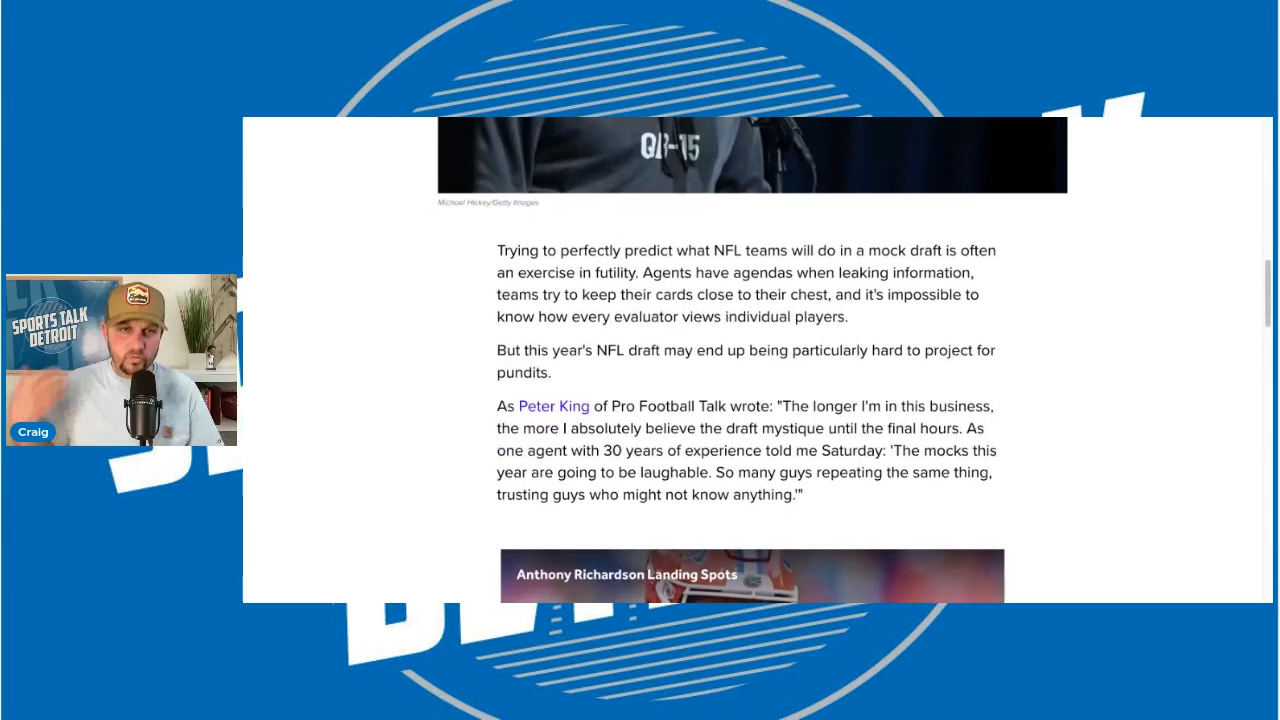 QB-15
Michael Hickey/Getty Images
Trying to perfectly predict what NFL teams will do in a mock draft is often
an exercise in futility. Agents have agendas when leaking information,
teams try to keep their cards close to their chest, and it's impossible to
know how every evaluator views individual players.
But this year's NFL draft may end up being particularly hard to project for
pundits.
As Peter King of Pro Football Talk wrote: "The longer I'm in this business,
the more I absolutely believe the draft mystique until the final hours. As
one agent with 30 years of experience told me Saturday: 'The mocks this
year are going to be laughable. So many guys repeating the same thing,
trusting guys who might not know anything.'"
Anthony Richardson Landing Spots
SPORTS TALK
DETROIT
Craig